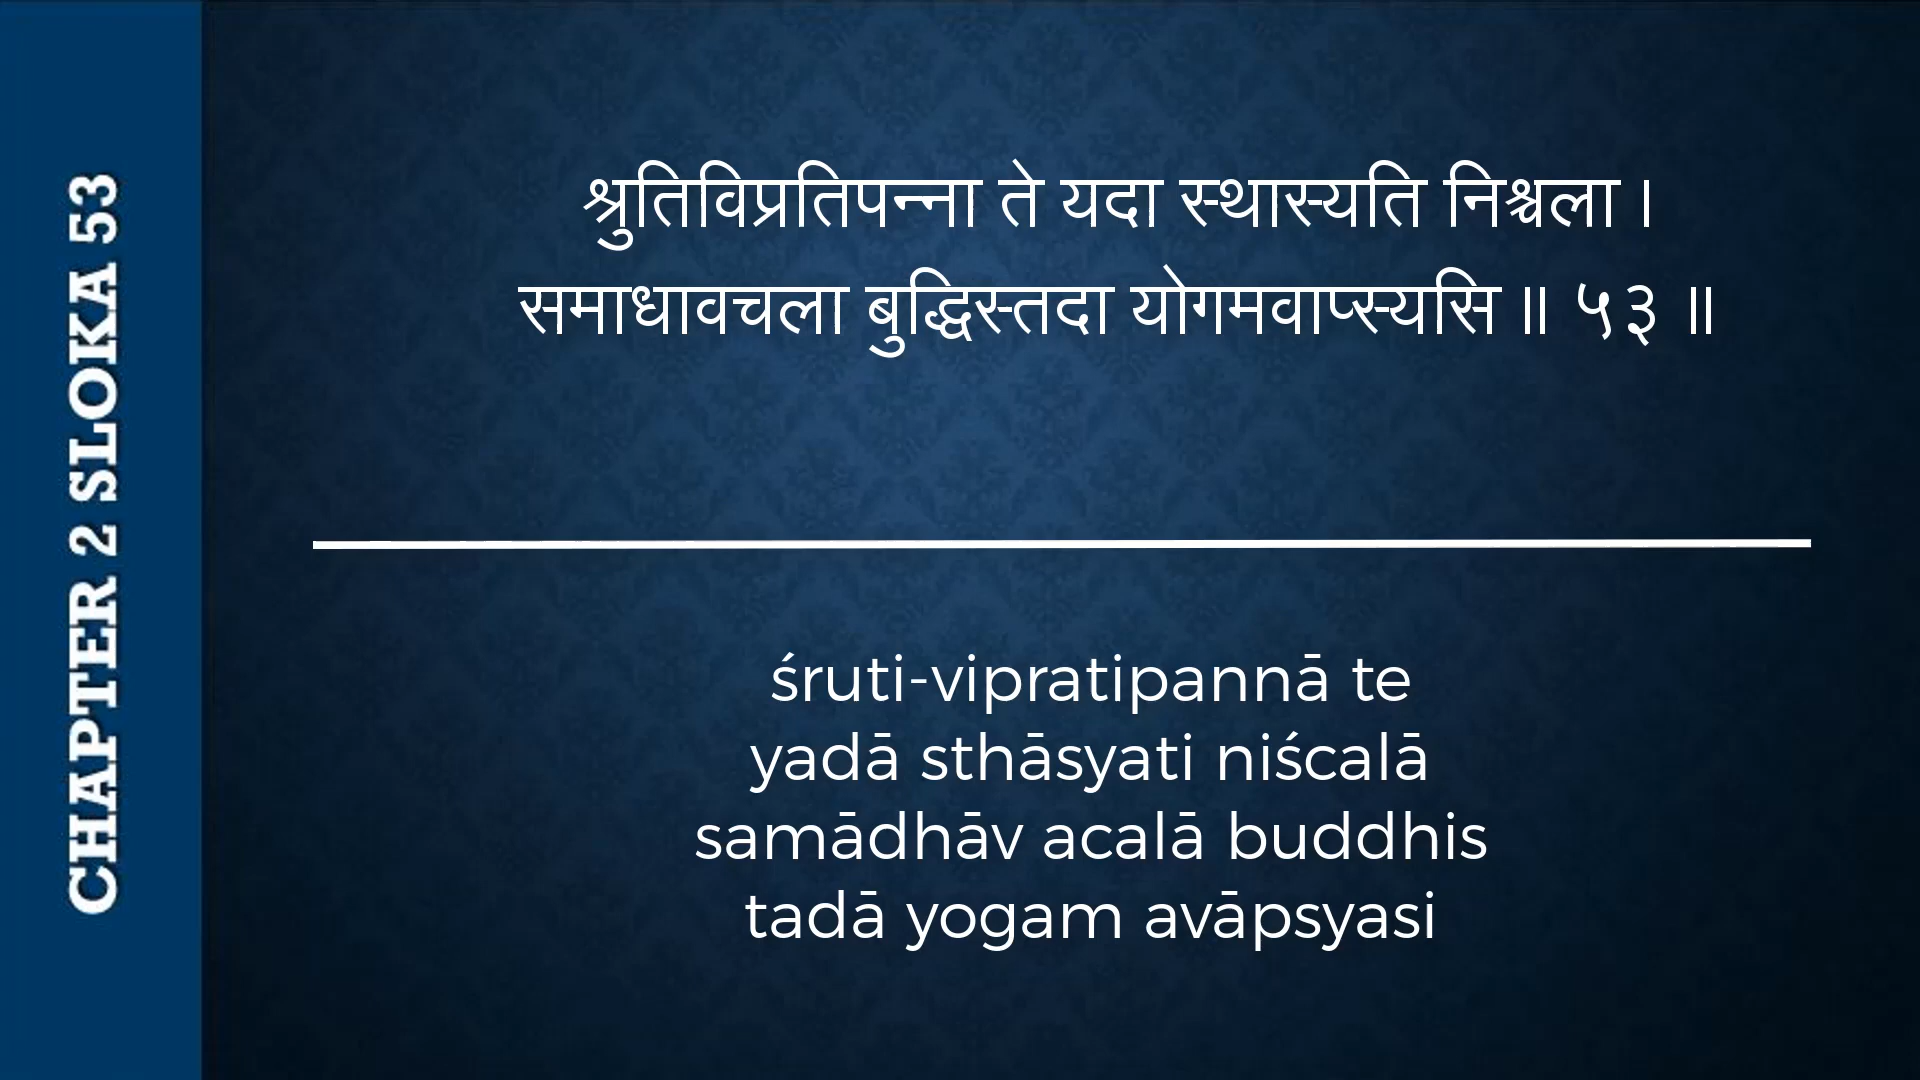 CHAPTER 2 SLOKA 53
श्रुतिविप्रतिपन्ना ते यदा स्थास्यति निश्चला ।
समाधावचला बुद्धिस्तदा योगमवाप्स्यसि ॥ ५३ ॥
śruti-vipratipannā te
yadā sthāsyati niścalā
samādhāv acalā buddhis
tadā yogam avāpsyasi